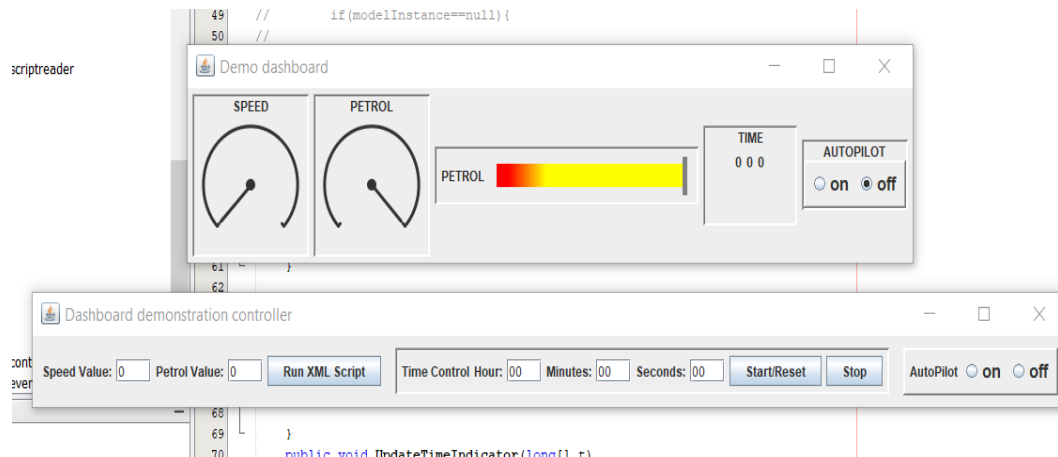 49 // if(modelInstance==null){
50 //
scriptreader
Demo dashboard
SPEED
PETROL
PETROL
TIME
0 0 0
AUTOPILOT
on off
61 }
62
Dashboard demonstration controller
cont
ever
Speed Value: 0 Petrol Value: 0 Run XML Script Time Control Hour: 00 Minutes: 00 Seconds: 00 Start/Reset Stop AutoPilot on off
68
69 }
70 public void UpdateTimeIndicator(long[] t)